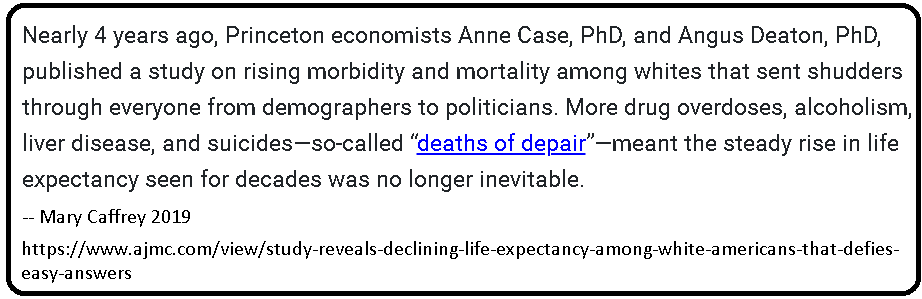 Nearly 4 years ago, Princeton economists Anne Case, PhD, and Angus Deaton, PhD,
published a study on rising morbidity and mortality among whites that sent shudders
through everyone from demographers to politicians. More drug overdoses, alcoholism,
liver disease, and suicides—so-called “deaths of depair”—meant the steady rise in life
expectancy seen for decades was no longer inevitable.
-- Mary Caffrey 2019
https://www.ajmc.com/view/study-reveals-declining-life-expectancy-among-white-americans-that-defies-
easy-answers